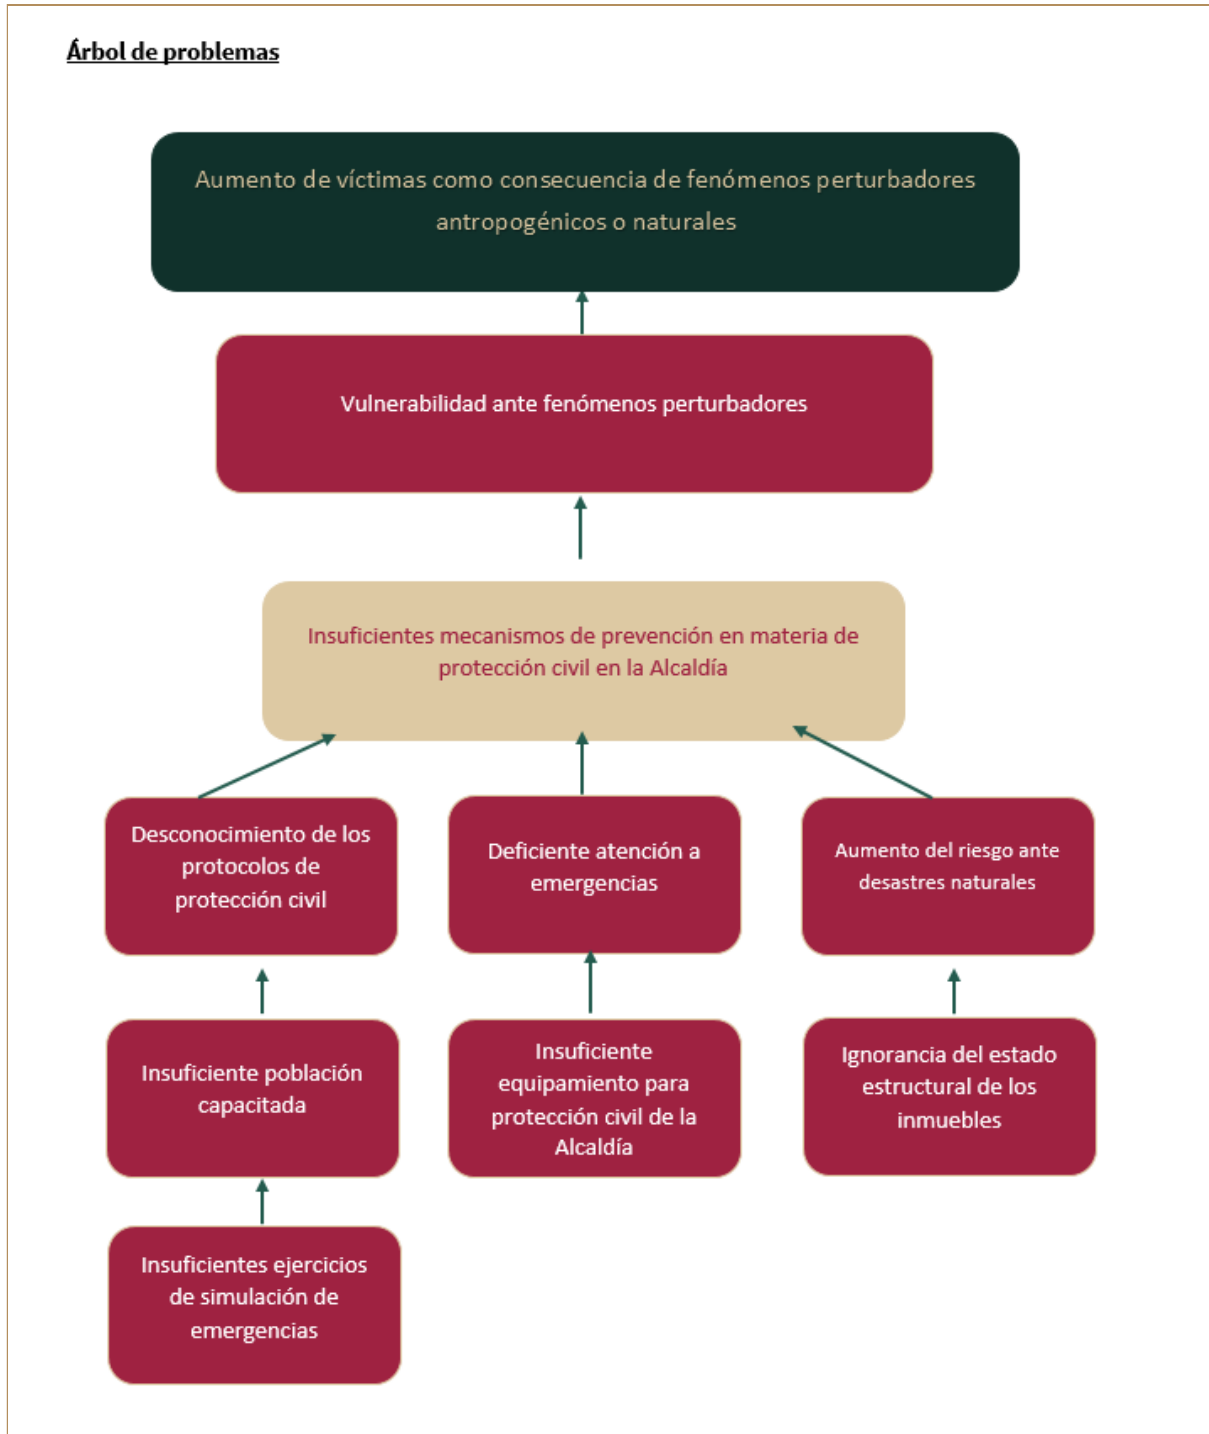 Árbol de problemas
Aumento de víctimas como consecuencia de fenómenos perturbadores
antropogénicos o naturales
Vulnerabilidad ante fenómenos perturbadores
Insuficientes mecanismos de prevención en materia de
protección civil en la Alcaldía
Desconocimiento de los
protocolos de
protección civil
Deficiente atención a
emergencias
Aumento del riesgo ante
desastres naturales
Insuficiente población
capacitada
Insuficiente
equipamiento para
protección civil de la
Alcaldía
Ignorancia del estado
estructural de los
inmuebles
Insuficientes ejercicios
de simulación de
emergencias